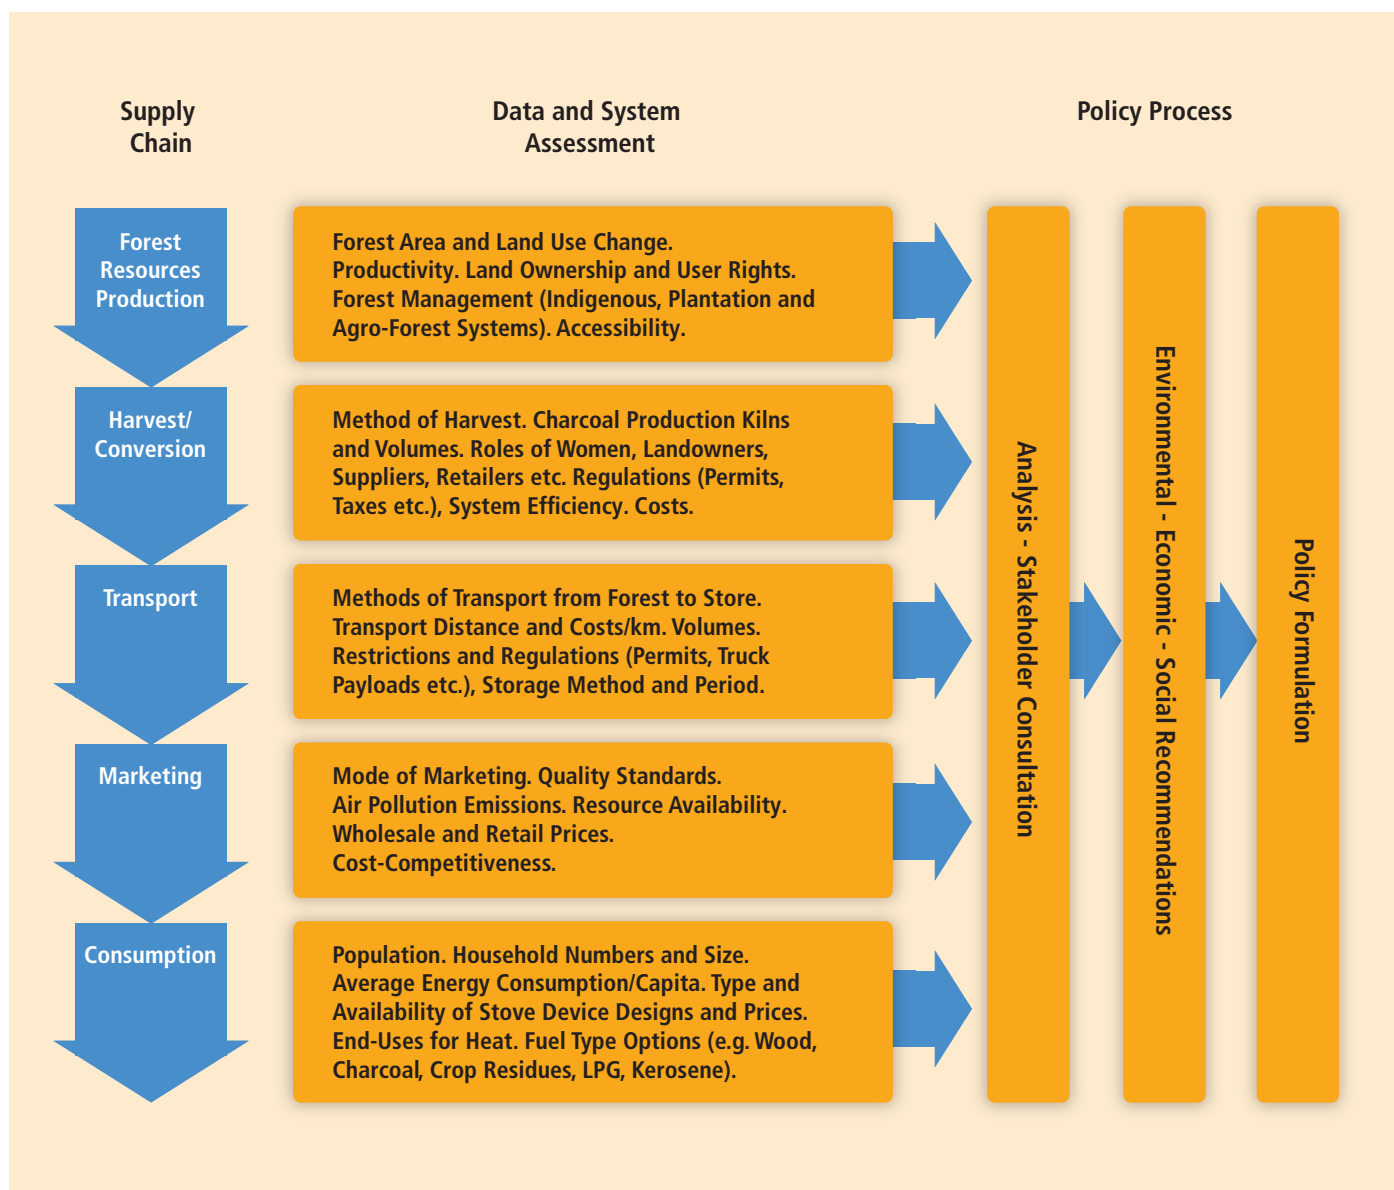 Supply
Chain
Data and System
Assessment
Policy Process
Forest
Resources
Production
Forest Area and Land Use Change.
Productivity. Land Ownership and User Rights.
Forest Management (Indigenous, Plantation and
Agro-Forest Systems). Accessibility.
Harvest/
Conversion
Method of Harvest. Charcoal Production Kilns
and Volumes. Roles of Women, Landowners,
Suppliers, Retailers etc. Regulations (Permits,
Taxes etc.), System Efficiency. Costs.
Transport
Methods of Transport from Forest to Store.
Transport Distance and Costs/km. Volumes.
Restrictions and Regulations (Permits, Truck
Payloads etc.), Storage Method and Period.
Marketing
Mode of Marketing. Quality Standards.
Air Pollution Emissions. Resource Availability.
Wholesale and Retail Prices.
Cost-Competitiveness.
Consumption
Population. Household Numbers and Size.
Average Energy Consumption/Capita. Type and
Availability of Stove Device Designs and Prices.
End-Uses for Heat. Fuel Type Options (e.g. Wood,
Charcoal, Crop Residues, LPG, Kerosene).
Analysis - Stakeholder Consultation
Environmental - Economic - Social Recommendations
Policy Formulation